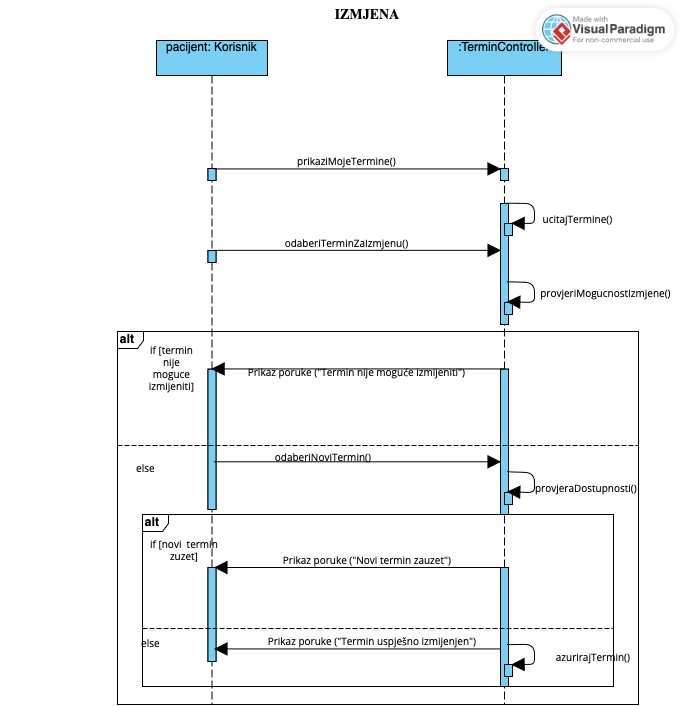 IZMJENA
Made with
VisualParadigm
For non-commercial use
pacijent: Korisnik
:TerminController
prikaziMojeTermine()
ucitajTermine()
odaberiTerminZaIzmjenu()
provjeriMogucnostIzmjene()
alt
if [termin
nije
moguce
izmijeniti]
Prikaz poruke ("Termin nije moguće izmijeniti")
odaberiNoviTermin()
else
provjeraDostupnosti()
alt
if [novi termin
zuzet]
Prikaz poruke ("Novi termin zauzet")
else
Prikaz poruke ("Termin uspješno izmijenjen")
azurirajTermin()